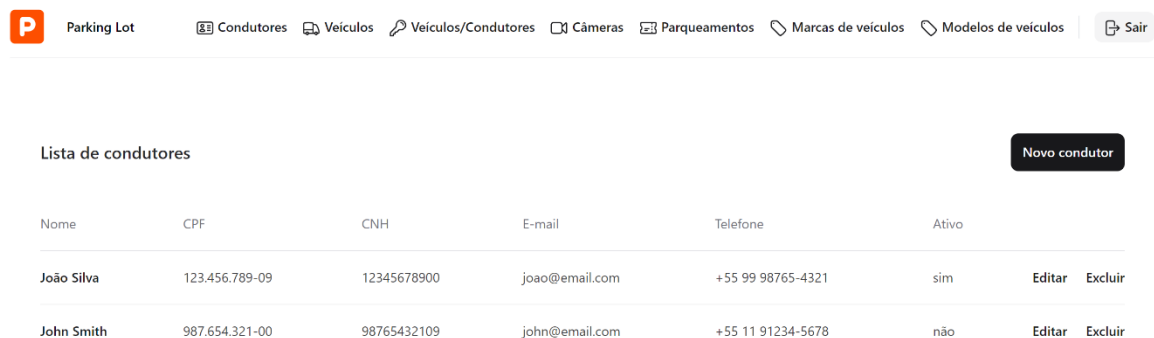 P Parking Lot Condutores Veículos Veículos/Condutores Câmeras Parqueamentos Marcas de veículos Modelos de veículos Sair
Lista de condutores Novo condutor
Nome CPF CNH E-mail Telefone Ativo
João Silva 123.456.789-09 12345678900 joao@email.com +55 99 98765-4321 sim Editar Excluir
John Smith 987.654.321-00 98765432109 john@email.com +55 11 91234-5678 não Editar Excluir